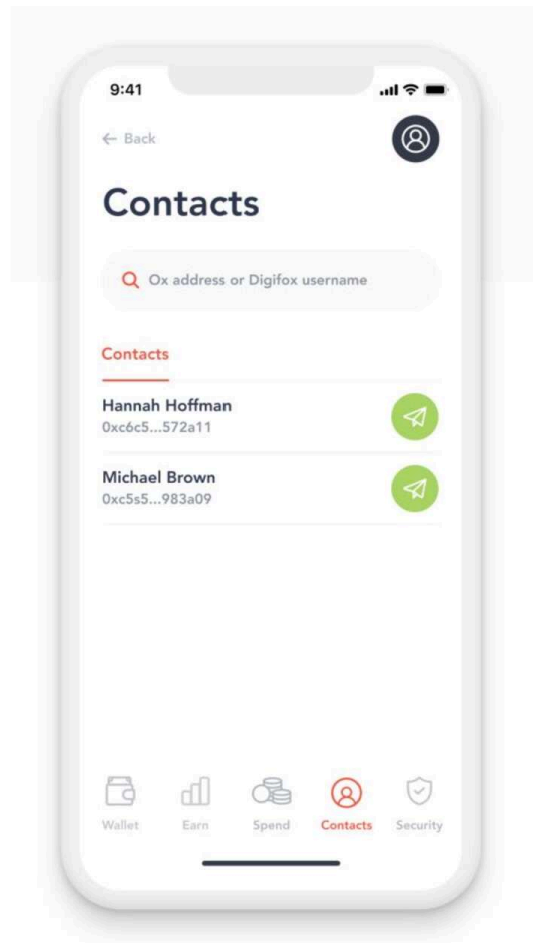 9:41
← Back
Contacts
Ox address or Digifox username
Contacts
Hannah Hoffman
0xc6c5...572a11
Michael Brown
0xc5s5...983a09
Wallet Earn Spend Contacts Security